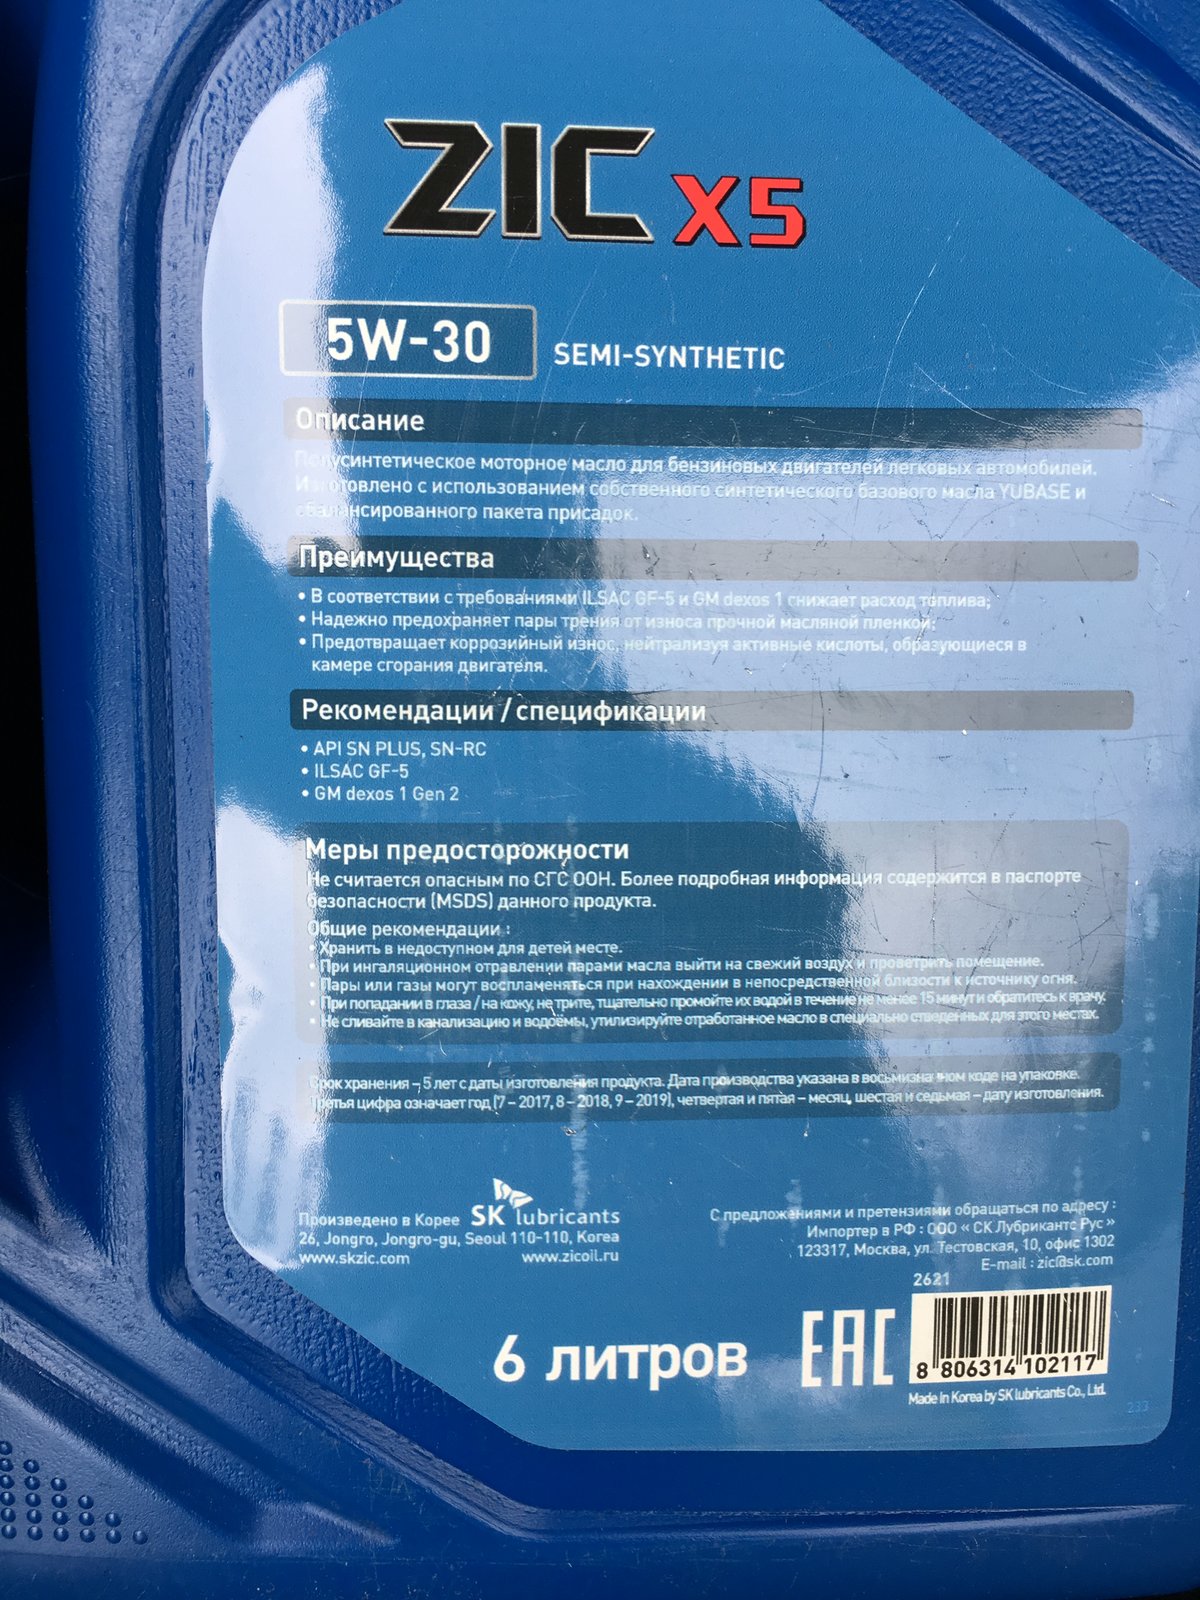 ZIC X5
5W-30 SEMI-SYNTHETIC
Описание
Полусинтетическое моторное масло для бензиновых двигателей легковых автомобилей.
Изготовлено с использованием собственного синтетического базового масла YUBASE и
сбалансированного пакета присадок.
Преимущества
• В соответствии с требованиями ILSAC GF-5 и GM dexos 1 снижает расход топлива;
• Надежно предохраняет пары трения от износа прочной масляной пленкой;
• Предотвращает коррозийный износ, нейтрализуя активные кислоты, образующиеся в
камере сгорания двигателя.
Рекомендации / спецификации
• API SN PLUS, SN-RC
• ILSAC GF-5
• GM dexos 1 Gen 2
Меры предосторожности
Не считается опасным по СГС ООН. Более подробная информация содержится в паспорте
безопасности (MSDS) данного продукта.
Общие рекомендации :
• Хранить в недоступном для детей месте.
• При ингаляционном отравлении парами масла выйти на свежий воздух и проветрить помещение.
• Пары или газы могут воспламеняться при нахождении в непосредственной близости к источнику огня.
• При попадании в глаза / на кожу, не трите, тщательно промойте их водой в течение не менее 15 минут и обратитесь к врачу.
• Не сливайте в канализацию и водоёмы, утилизируйте отработанное масло в специально отведенных для этого местах.
Срок хранения – 5 лет с даты изготовления продукта. Дата производства указана в восьмизначном коде на упаковке.
Третья цифра означает год (7 – 2017, 8 – 2018, 9 – 2019), четвертая и пятая – месяц, шестая и седьмая – дату изготовления.
Произведено в Корее SK lubricants
26, Jongro, Jongro-gu, Seoul 110-110, Korea
www.skzic.com www.zicoil.ru
С предложениями и претензиями обращаться по адресу :
Импортер в РФ : ООО « СК Лубрикантс Рус »
123317, Москва, ул. Тестовская, 10, офис 1302
E-mail : zic@sk.com
2621
6 литров
EAC
8 806314 102117
Made In Korea by SK lubricants Co., Ltd.
233